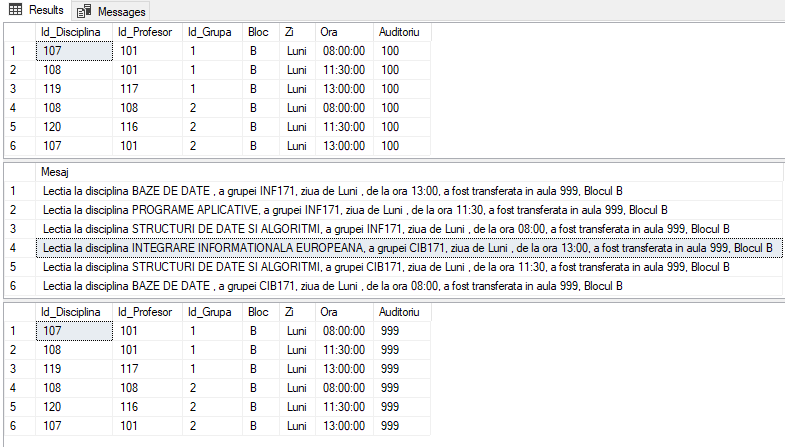 Results Messages
Id_Disciplina Id_Profesor Id_Grupa Bloc Zi Ora Auditoriu
1 107 101 1 B Luni 08:00:00 100
2 108 101 1 B Luni 11:30:00 100
3 119 117 1 B Luni 13:00:00 100
4 108 108 2 B Luni 08:00:00 100
5 120 116 2 B Luni 11:30:00 100
6 107 101 2 B Luni 13:00:00 100
Mesaj
1 Lectia la disciplina BAZE DE DATE , a grupei INF171, ziua de Luni , de la ora 13:00, a fost transferata in aula 999, Blocul B
2 Lectia la disciplina PROGRAME APLICATIVE, a grupei INF171, ziua de Luni , de la ora 11:30, a fost transferata in aula 999, Blocul B
3 Lectia la disciplina STRUCTURI DE DATE SI ALGORITMI, a grupei INF171, ziua de Luni , de la ora 08:00, a fost transferata in aula 999, Blocul B
4 Lectia la disciplina INTEGRARE INFORMATIONALA EUROPEANA, a grupei CIB171, ziua de Luni , de la ora 13:00, a fost transferata in aula 999, Blocul B
5 Lectia la disciplina STRUCTURI DE DATE SI ALGORITMI, a grupei CIB171, ziua de Luni , de la ora 11:30, a fost transferata in aula 999, Blocul B
6 Lectia la disciplina BAZE DE DATE , a grupei CIB171, ziua de Luni , de la ora 08:00, a fost transferata in aula 999, Blocul B
Id_Disciplina Id_Profesor Id_Grupa Bloc Zi Ora Auditoriu
1 107 101 1 B Luni 08:00:00 999
2 108 101 1 B Luni 11:30:00 999
3 119 117 1 B Luni 13:00:00 999
4 108 108 2 B Luni 08:00:00 999
5 120 116 2 B Luni 11:30:00 999
6 107 101 2 B Luni 13:00:00 999